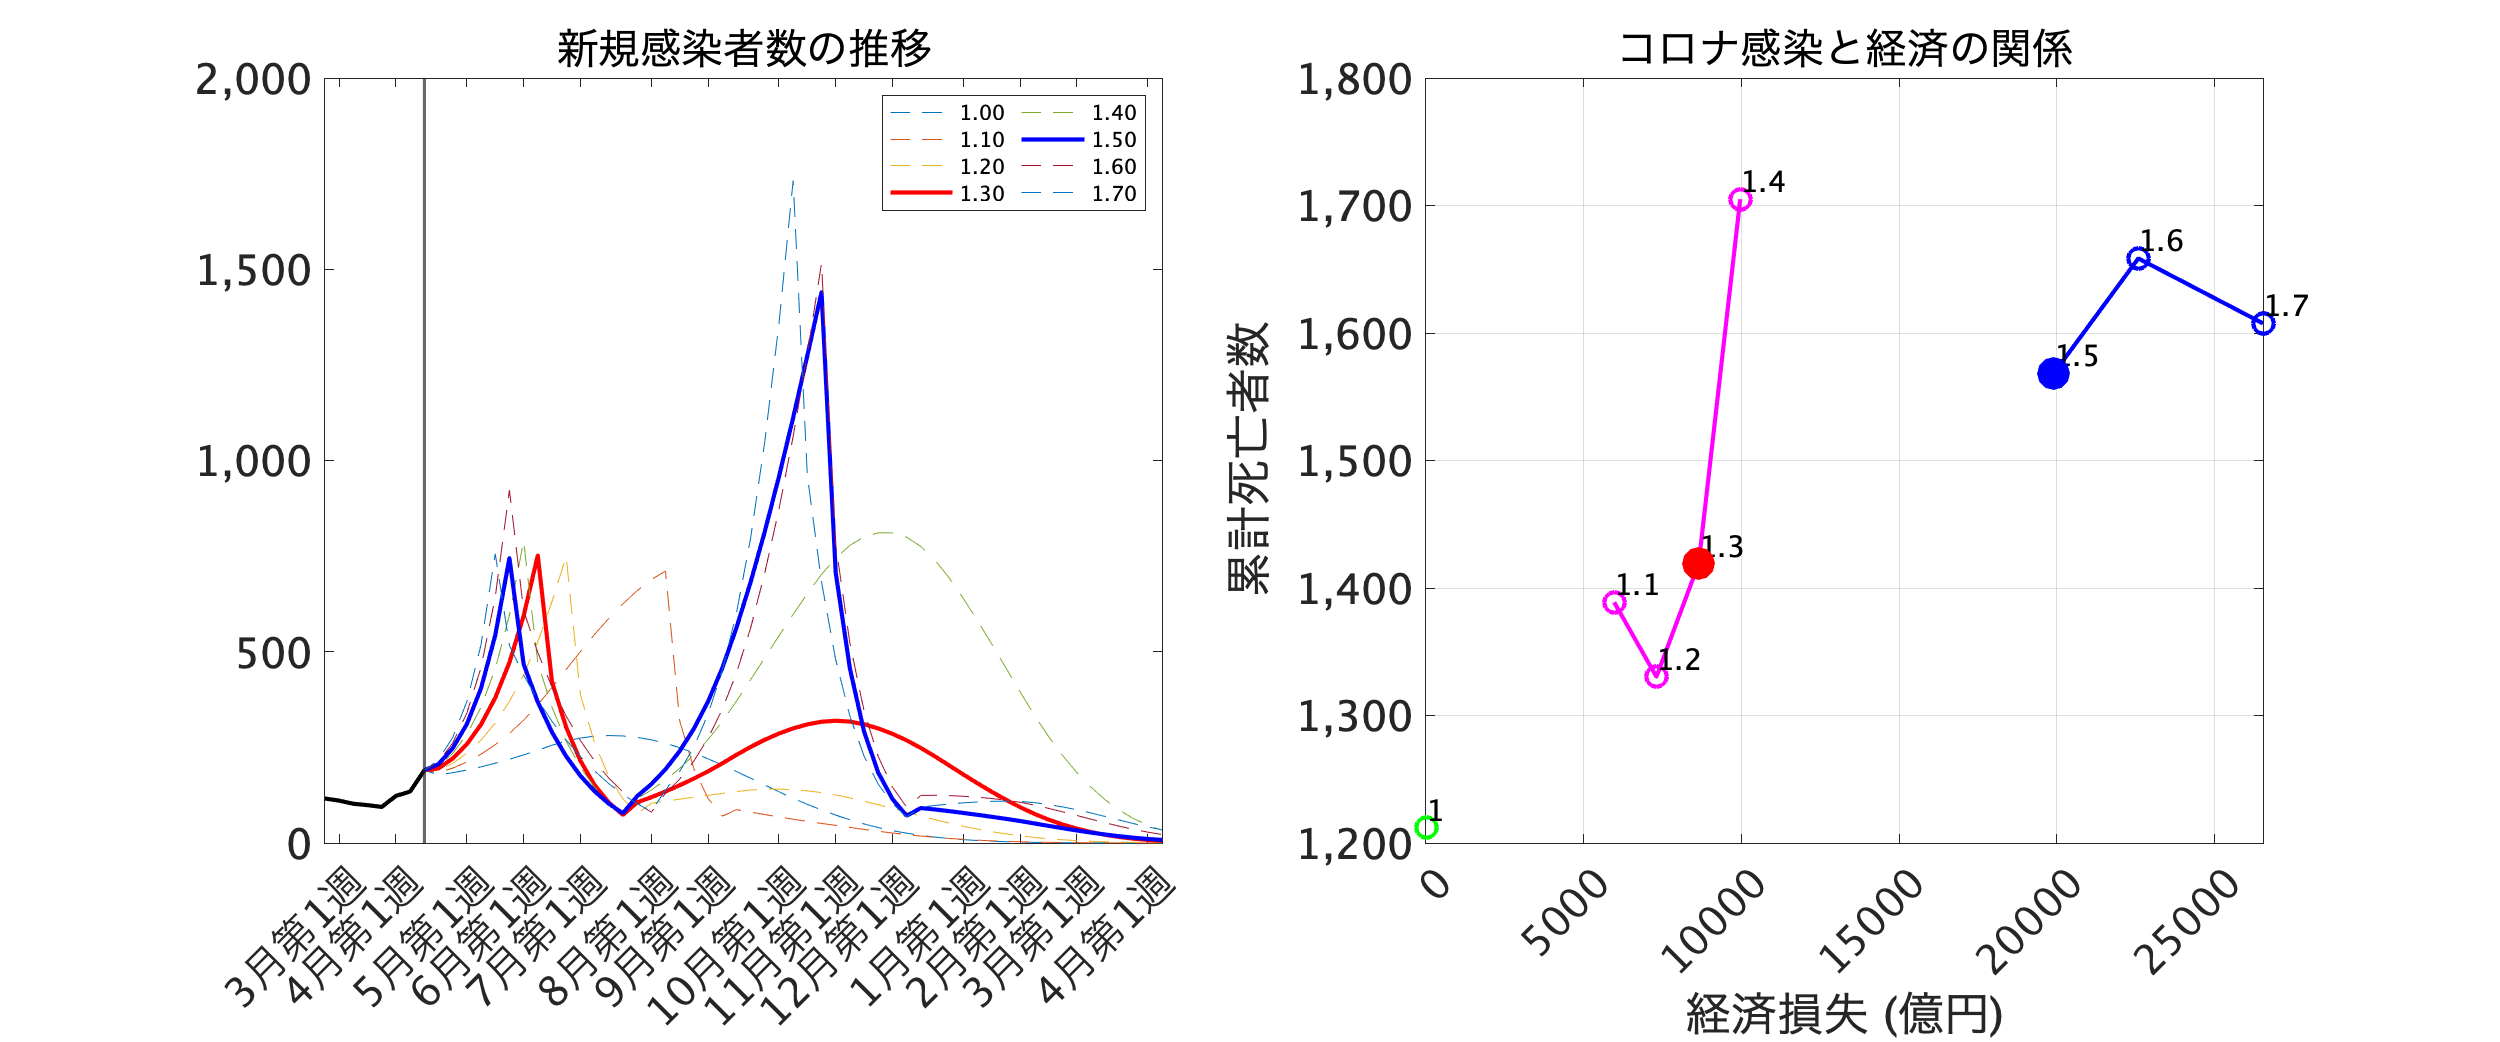 新規感染者数の推移
2,000
1,500
1,000
500
0
1.00
1.10
1.20
1.30
1.40
1.50
1.60
1.70
3月第1週
4月第1週
5月第1週
6月第1週
7月第1週
8月第1週
9月第1週
10月第1週
11月第1週
12月第1週
1月第1週
2月第1週
3月第1週
4月第1週
コロナ感染と経済の関係
累計死亡者数
1,800
1,700
1,600
1,500
1,400
1,300
1,200
1.4
1.6
1.7
1.5
1.3
1.1
1.2
1
0
5000
10000
15000
20000
25000
経済損失 (億円)